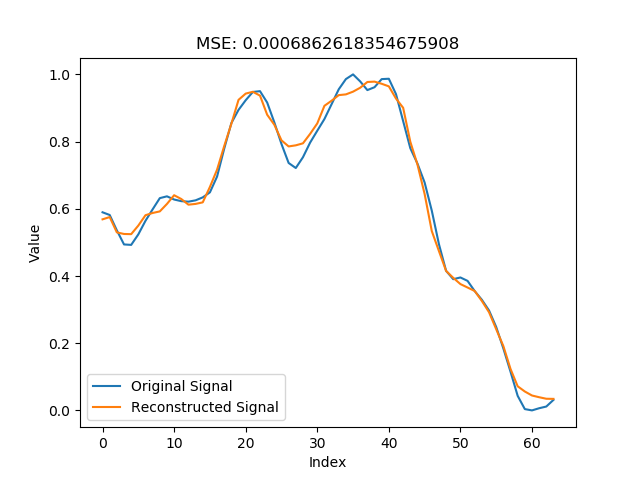 MSE: 0.0006862618354675908
1.0
0.8
0.6
0.4
0.2
0.0
Value
Original Signal
Reconstructed Signal
0 10 20 30 40 50 60
Index